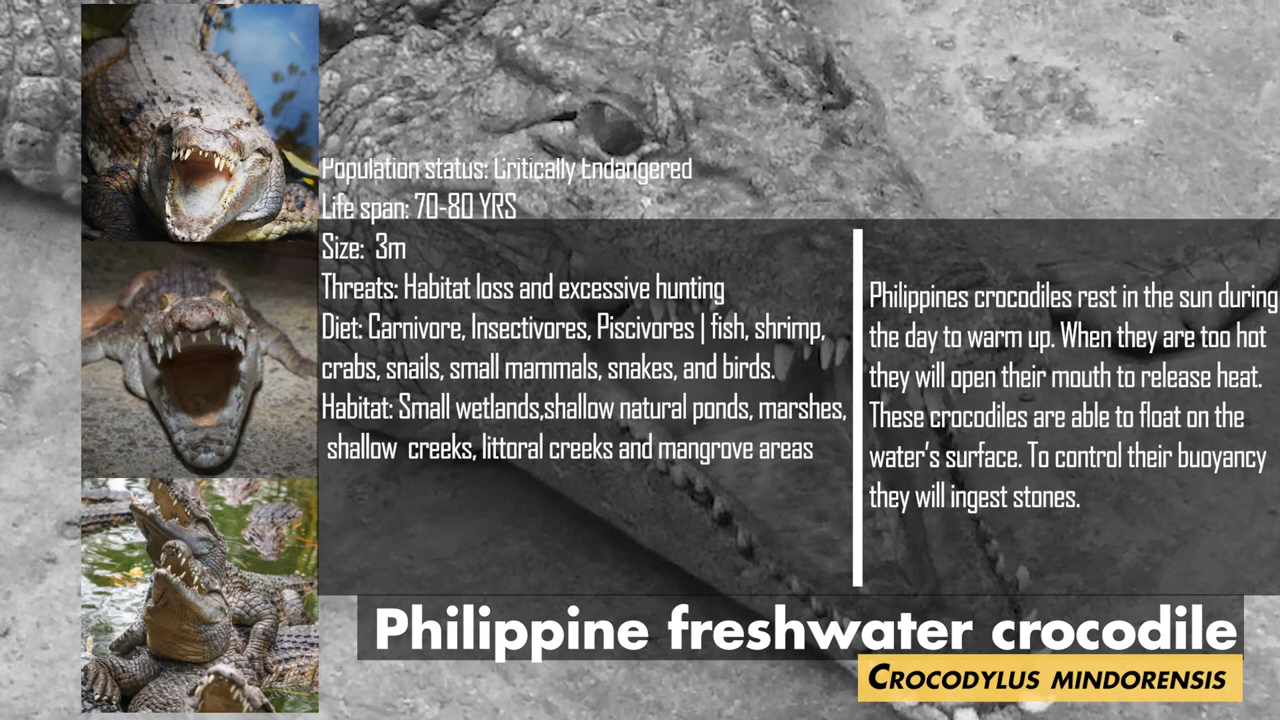 Population status: Critically Endangered
Life span: 70-80 YRS
Size: 3m
Threats: Habitat loss and excessive hunting
Diet: Carnivore, Insectivores, Piscivores | fish, shrimp,
crabs, snails, small mammals, snakes, and birds.
Habitat: Small wetlands,shallow natural ponds, marshes,
shallow creeks, littoral creeks and mangrove areas
Philippines crocodiles rest in the sun during
the day to warm up. When they are too hot
they will open their mouth to release heat.
These crocodiles are able to float on the
water’s surface. To control their buoyancy
they will ingest stones.
Philippine freshwater crocodile
CROCODYLUS MINDORENSIS